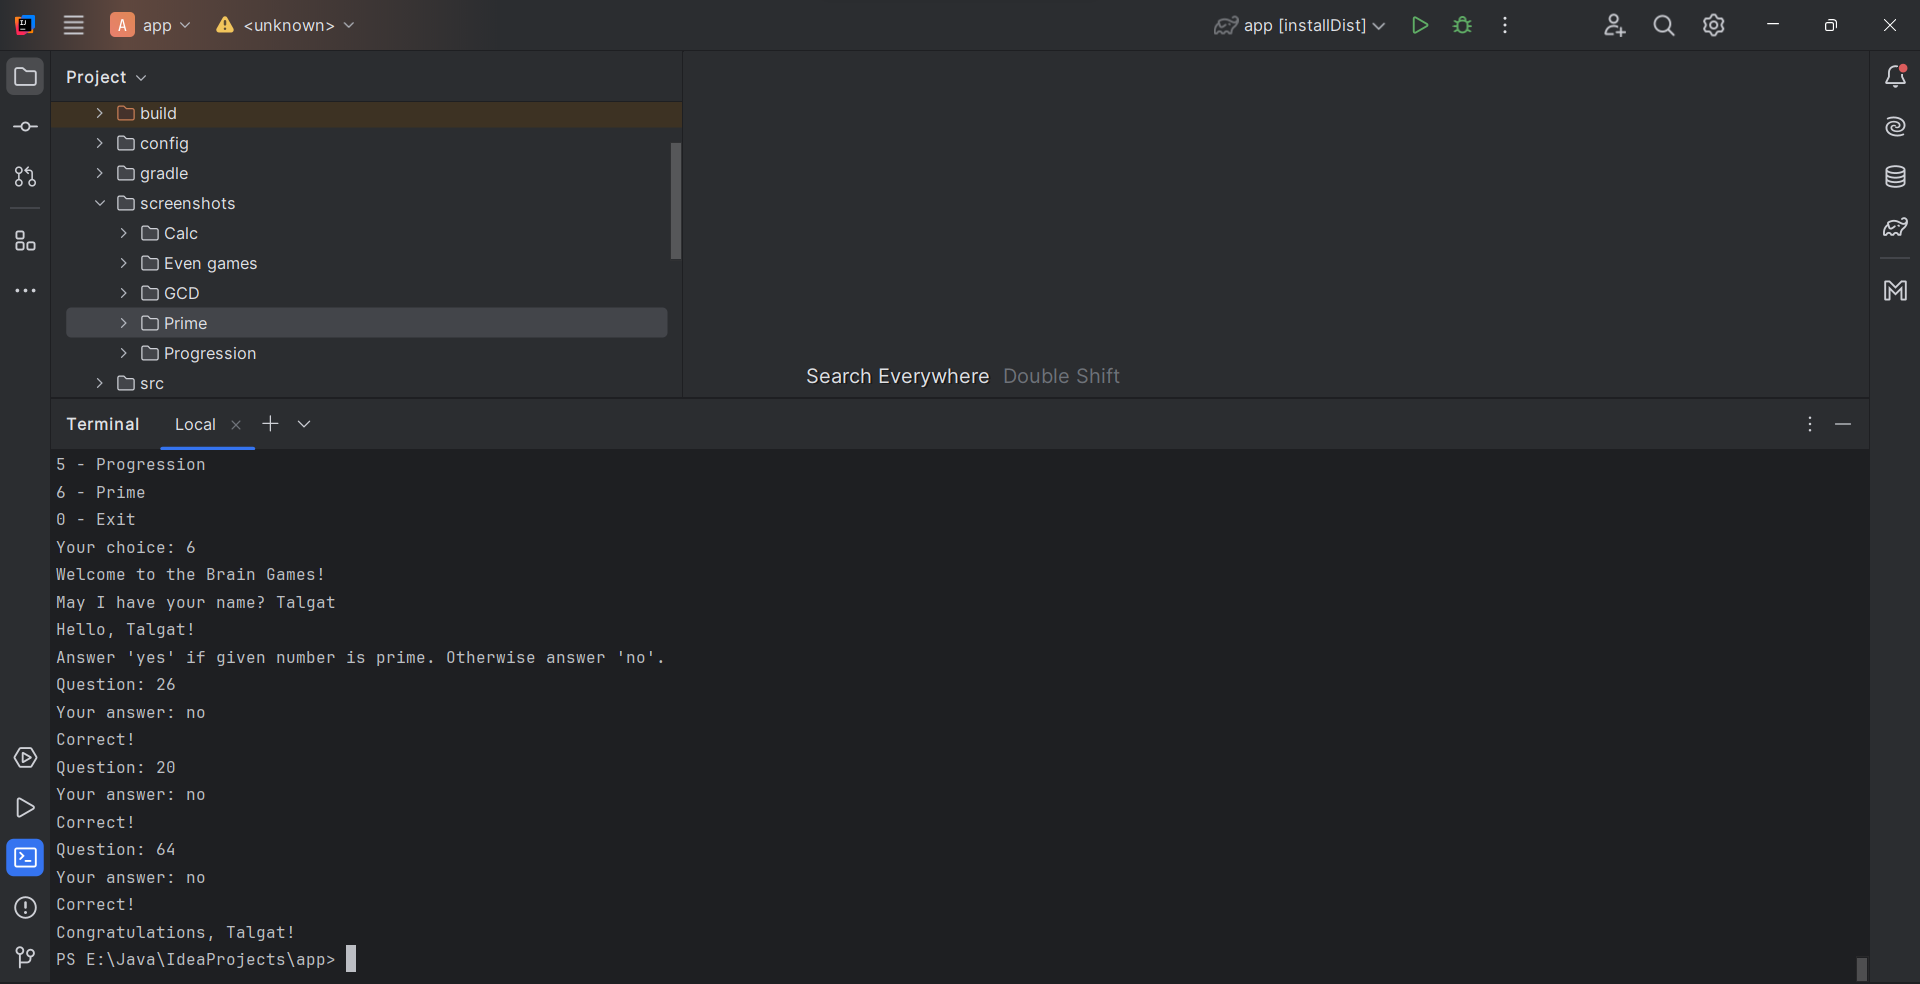 A app <unknown> app [installDist]
Project
build
config
gradle
screenshots
Calc
Even games
GCD
Prime
Progression
src
Search Everywhere Double Shift
Terminal Local
5 - Progression
6 - Prime
0 - Exit
Your choice: 6
Welcome to the Brain Games!
May I have your name? Talgat
Hello, Talgat!
Answer 'yes' if given number is prime. Otherwise answer 'no'.
Question: 26
Your answer: no
Correct!
Question: 20
Your answer: no
Correct!
Question: 64
Your answer: no
Correct!
Congratulations, Talgat!
PS E:\Java\IdeaProjects\app>